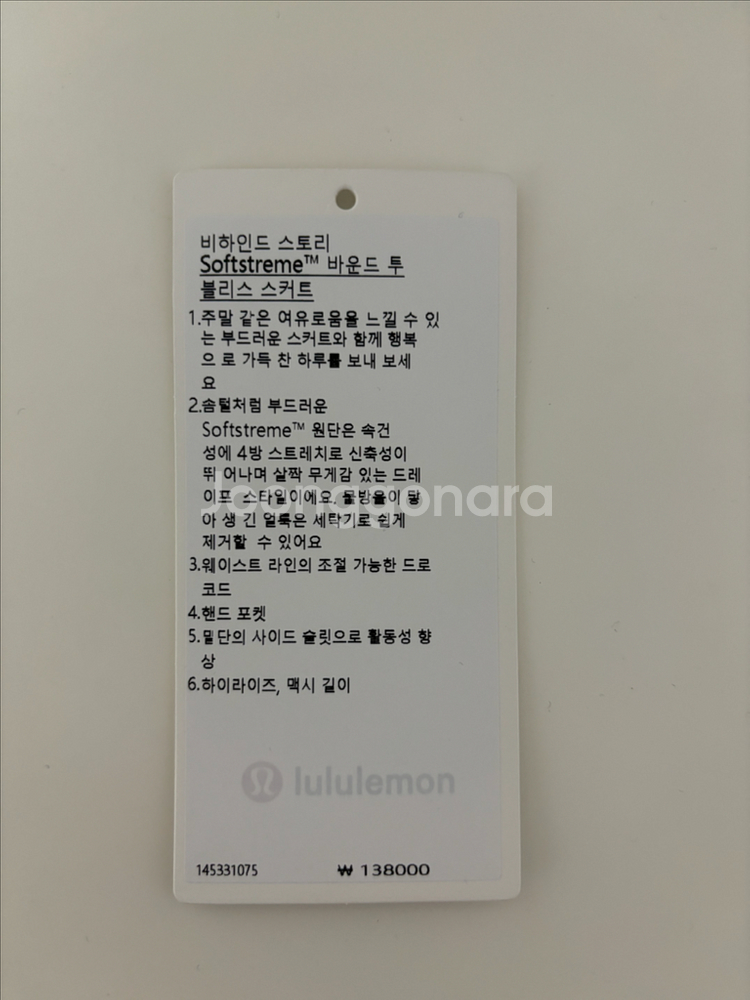 비하인드 스토리
Softstreme™ 바운드 투
블리스 스커트
1.주말 같은 여유로움을 느낄 수 있
는 부드러운 스커트와 함께 행복
으 로 가득 찬 하루를 보내 보세
요
2.솜털처럼 부드러운
Softstreme™ 원단은 속건
성에 4방 스트레치로 신축성이
뛰 어나며 살짝 무게감 있는 드레
이프 스타일이에요. 물방울이 닿
아 생 긴 얼룩은 세탁기로 쉽게
제거할 수 있어요
Joonggonara
3.웨이스트 라인의 조절 가능한 드로
코드
4.핸드 포켓
5.밑단의 사이드 슬릿으로 활동성 향
상
6.하이라이즈, 맥시 길이
lululemon
145331075 ₩ 138000